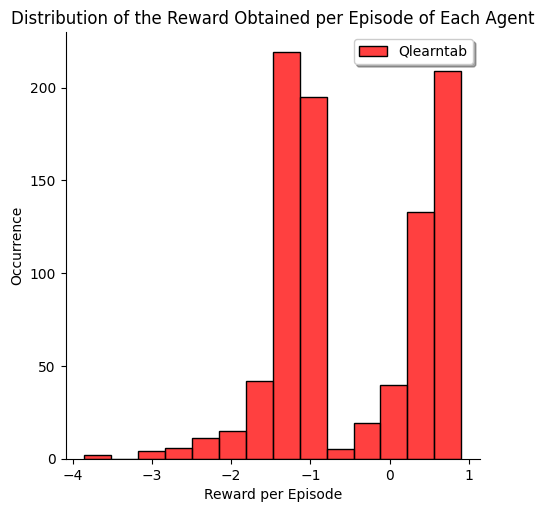 Distribution of the Reward Obtained per Episode of Each Agent
Qlearntab
200
150
100
50
0
Occurrence
−4 −3 −2 −1 0 1
Reward per Episode